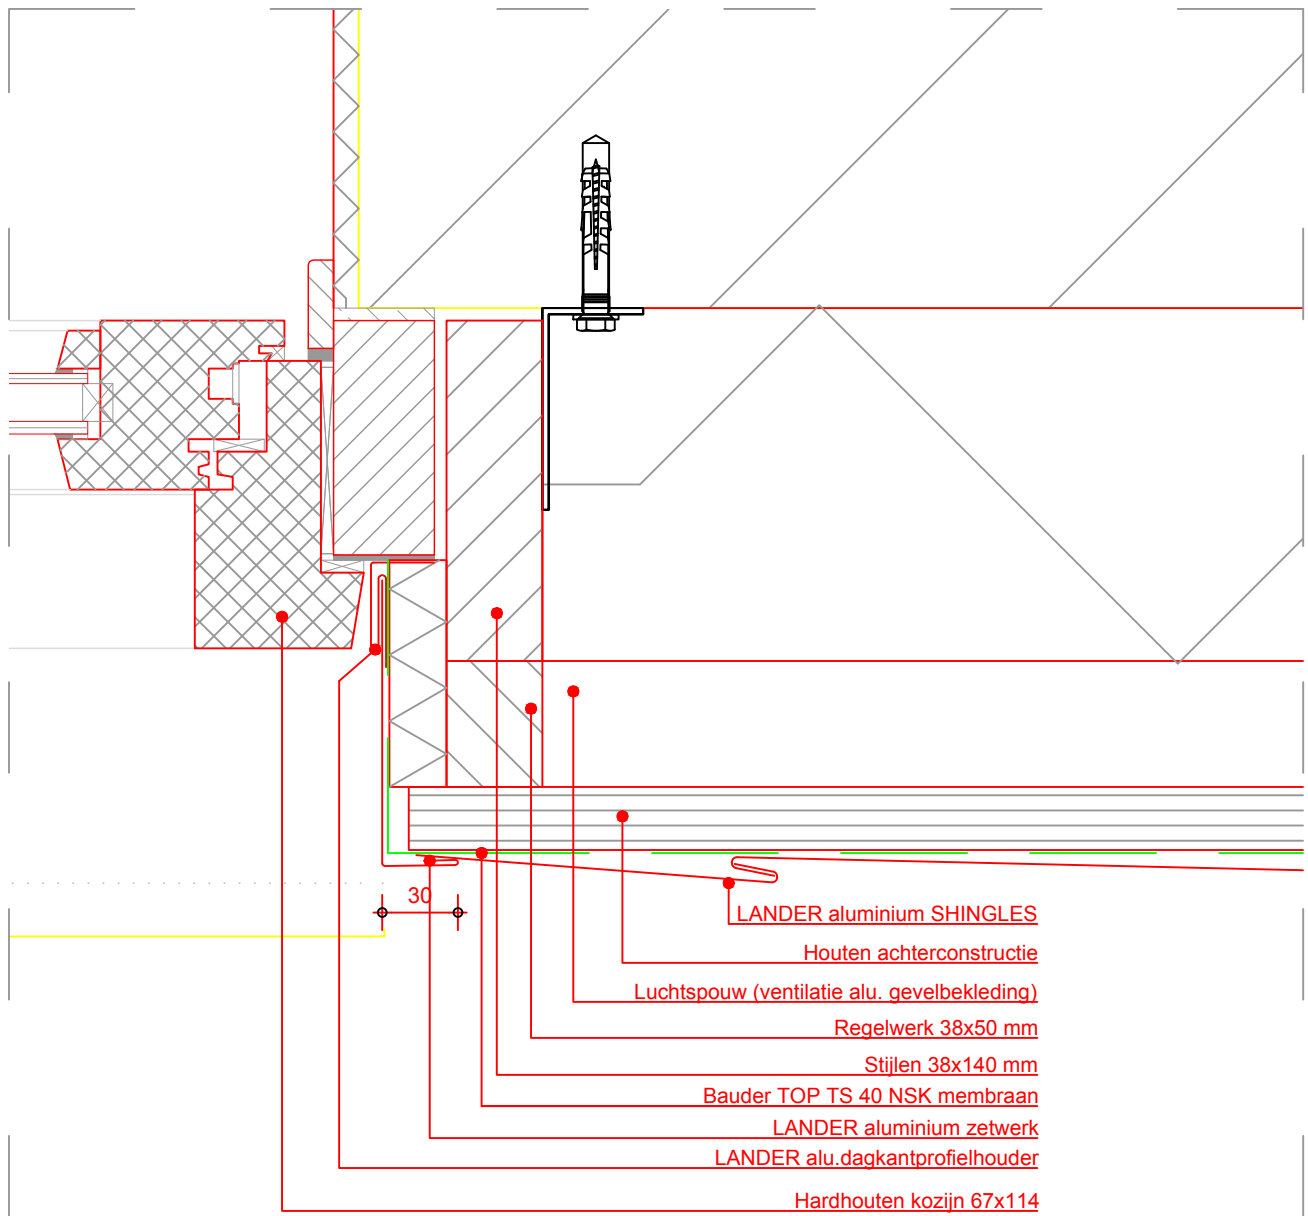 30
LANDER aluminium SHINGLES
Houten achterconstructie
Luchtspouw (ventilatie alu. gevelbekleding)
Regelwerk 38x50 mm
Stijlen 38x140 mm
Bauder TOP TS 40 NSK membraan
LANDER aluminium zetwerk
LANDER alu.dagkantprofielhouder
Hardhouten kozijn 67x114